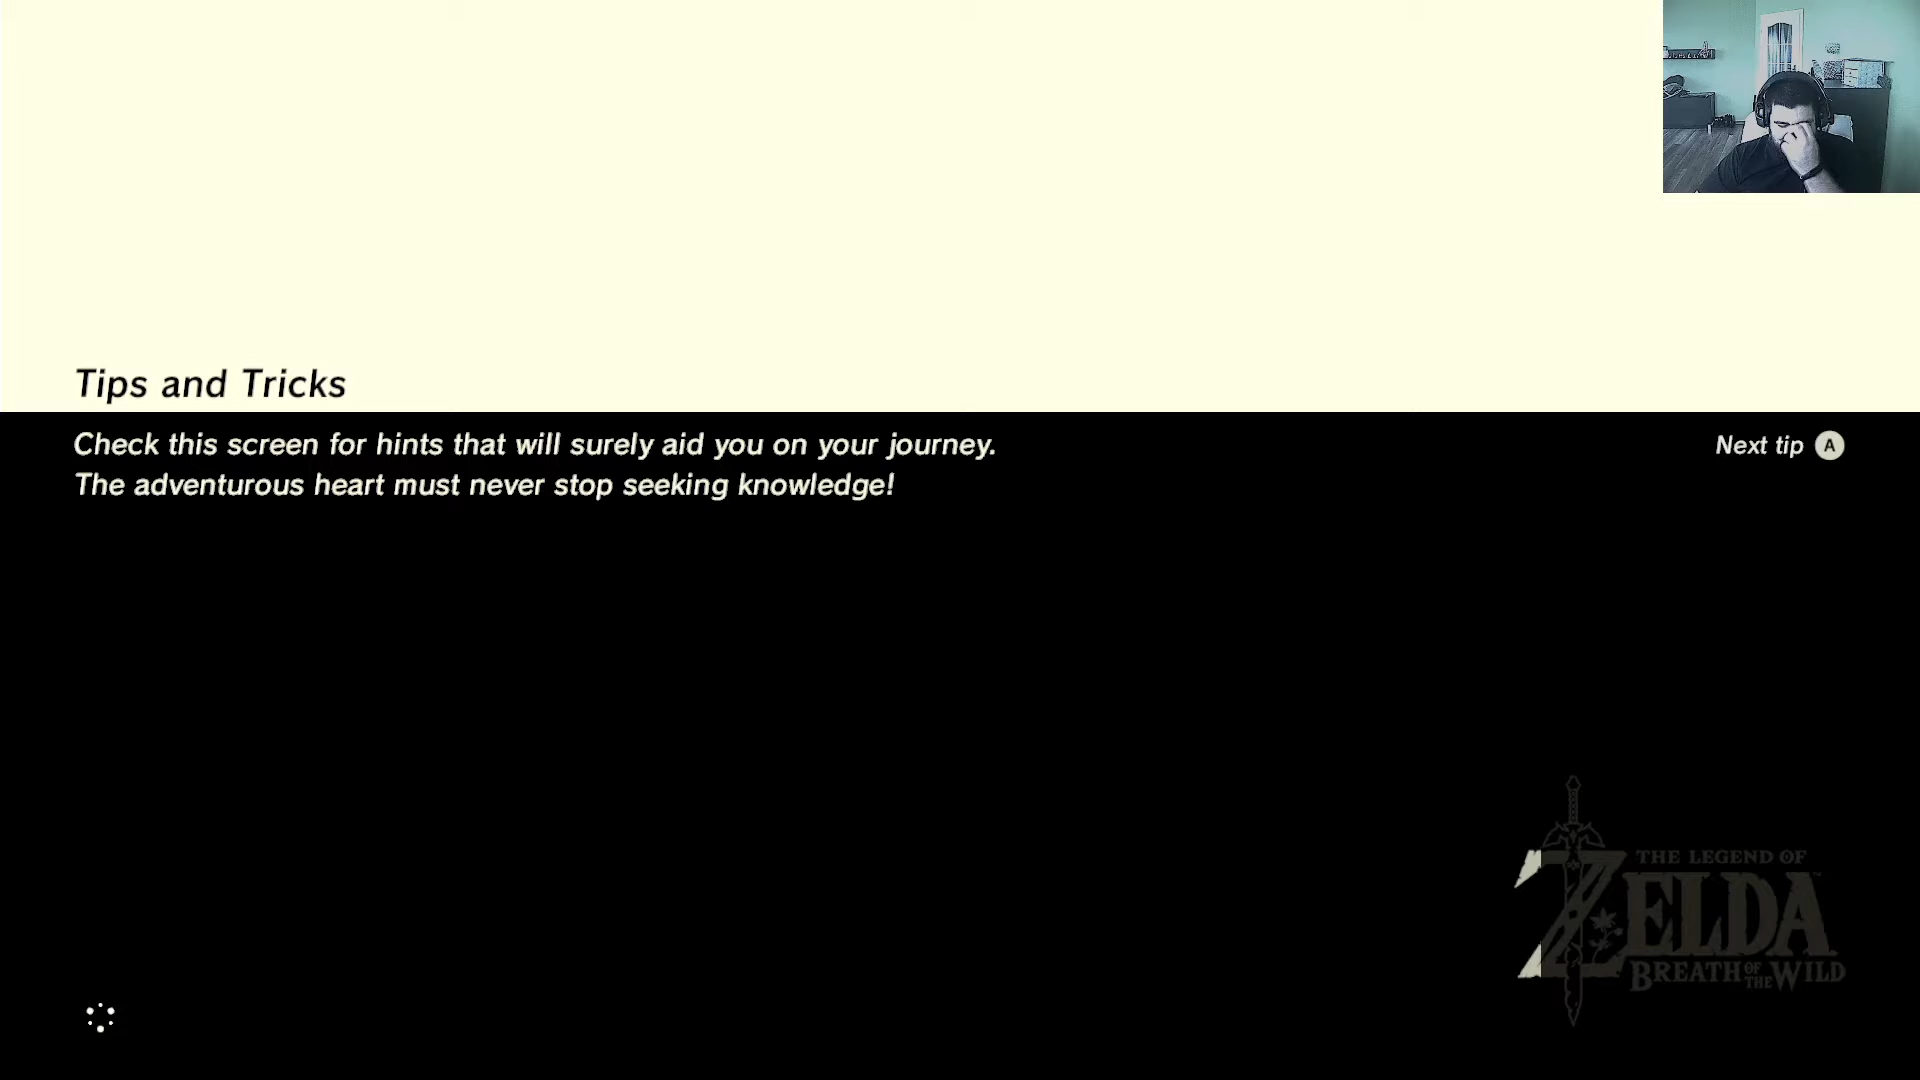 Tips and Tricks
Check this screen for hints that will surely aid you on your journey.
The adventurous heart must never stop seeking knowledge!
Next tip A
THE LEGEND OF
ZELDA
BREATH OF THE WILD